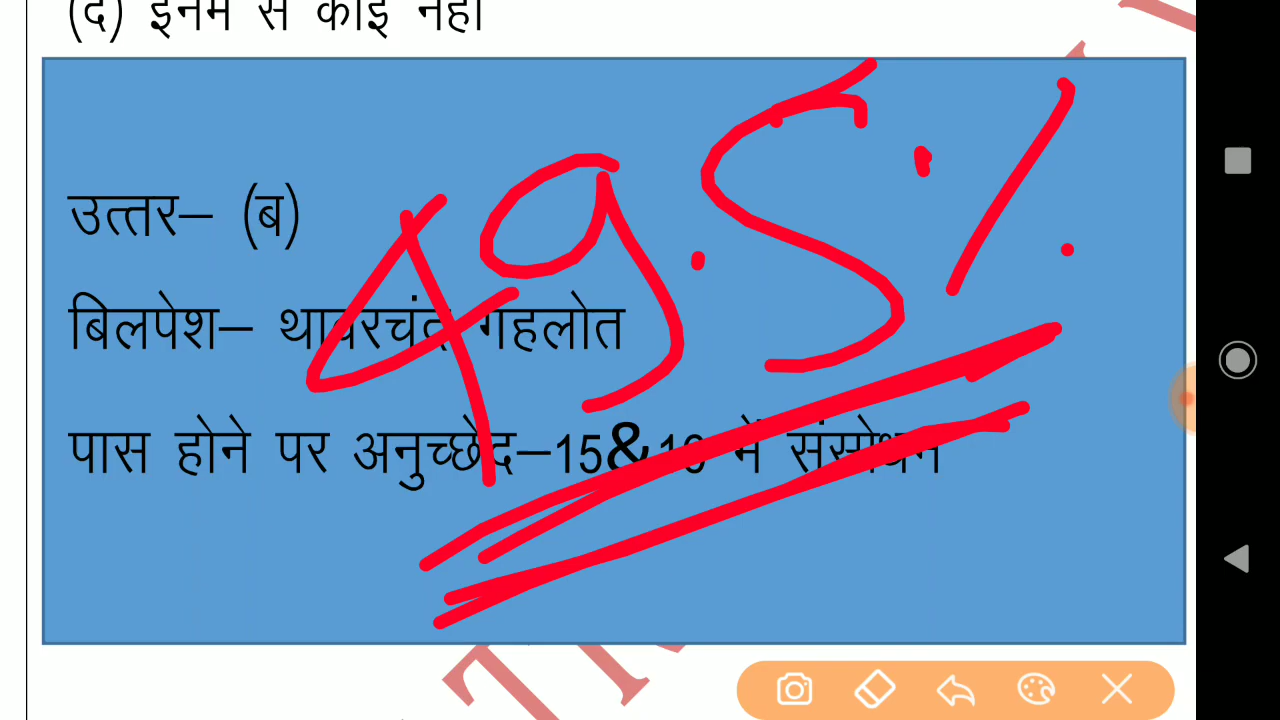 (द) इनमें से कोई नहीं
उत्तर– (ब)
49.5%
बिलपेश– थावरचंद गहलोत
पास होने पर अनुच्छेद–15&16 में संसोधन